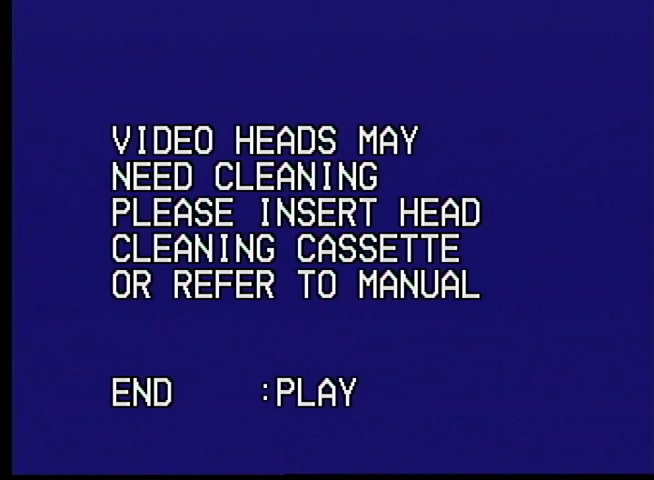 VIDEO HEADS MAY
NEED CLEANING
PLEASE INSERT HEAD
CLEANING CASSETTE
OR REFER TO MANUAL
END :PLAY